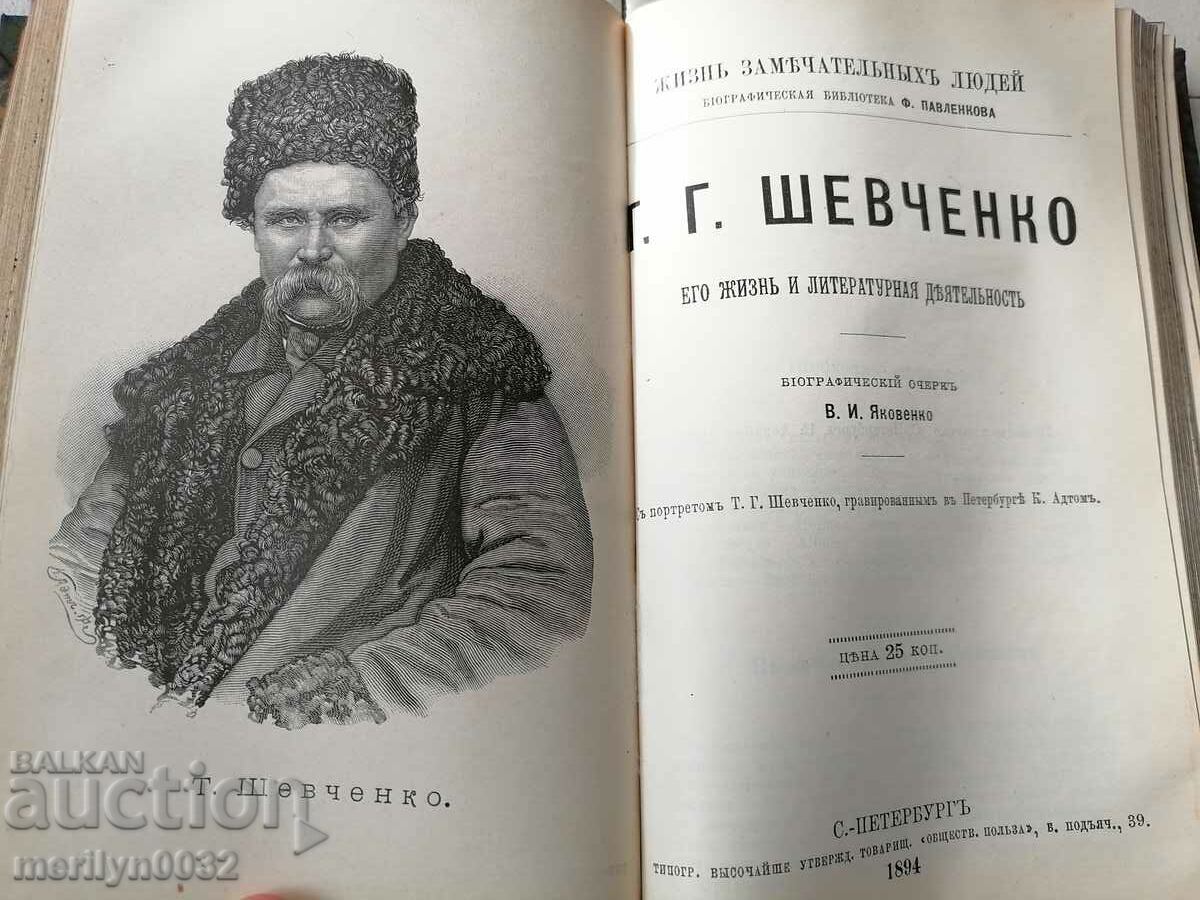 Т. Шевченко.
ЖИЗНЬ ЗАМѢЧАТЕЛЬНЫХЪ ЛЮДЕЙ
БІОГРАФИЧЕСКАЯ БИБЛІОТЕКА Ф. ПАВЛЕНКОВА
Т. Г. ШЕВЧЕНКО
ЕГО ЖИЗНЬ И ЛИТЕРАТУРНАЯ ДѢЯТЕЛЬНОСТЬ
БІОГРАФИЧЕСКІЙ ОЧЕРКЪ
В. И. Яковенко
Съ портретомъ Т. Г. Шевченко, гравированнымъ въ Петербургѣ К. Адтомъ.
ЦѢНА 25 КОП.
С.-ПЕТЕРБУРГЪ
ТИПОГР. ВЫСОЧАЙШЕ УТВЕРЖД. ТОВАРИЩ. «ОБЩЕСТВ. ПОЛЬЗА», Б. ПОДЪЯЧ., 39.
1894
BALKAN
auction
merilyn0032